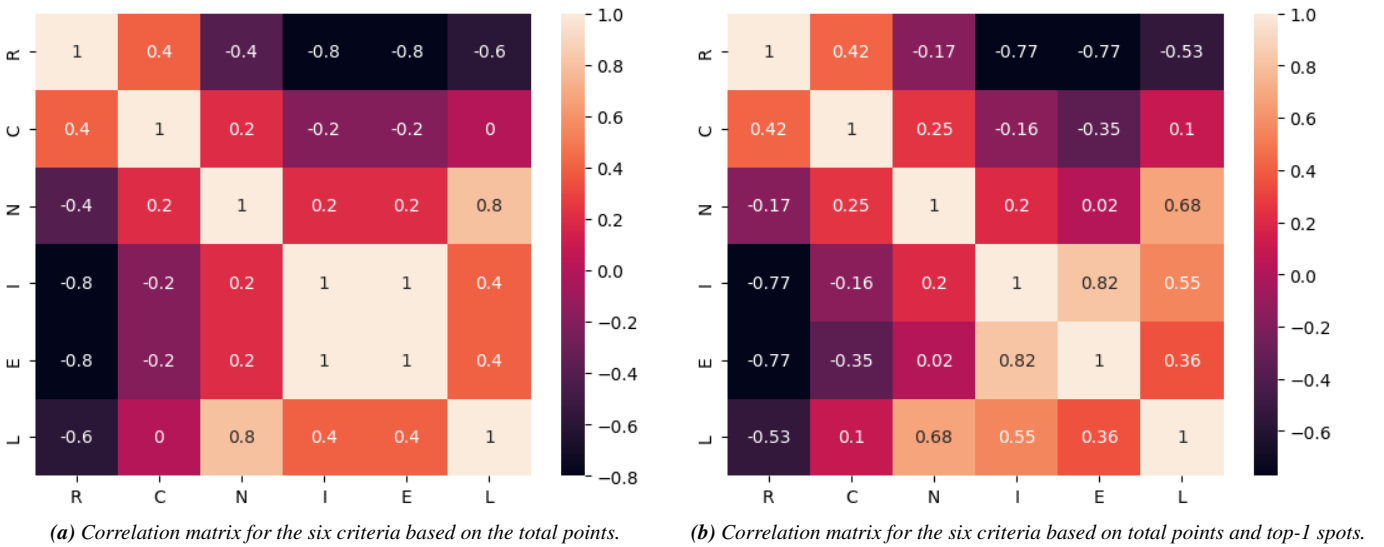 R 1 0.4 -0.4 -0.8 -0.8 -0.6
C 0.4 1 0.2 -0.2 -0.2 0
N -0.4 0.2 1 0.2 0.2 0.8
I -0.8 -0.2 0.2 1 1 0.4
E -0.8 -0.2 0.2 1 1 0.4
L -0.6 0 0.8 0.4 0.4 1
R C N I E L
1.0
0.8
0.6
0.4
0.2
0.0
−0.2
−0.4
−0.6
−0.8
(a) Correlation matrix for the six criteria based on the total points.
R 1 0.42 -0.17 -0.77 -0.77 -0.53
C 0.42 1 0.25 -0.16 -0.35 0.1
N -0.17 0.25 1 0.2 0.02 0.68
I -0.77 -0.16 0.2 1 0.82 0.55
E -0.77 -0.35 0.02 0.82 1 0.36
L -0.53 0.1 0.68 0.55 0.36 1
R C N I E L
1.0
0.8
0.6
0.4
0.2
0.0
−0.2
−0.4
−0.6
(b) Correlation matrix for the six criteria based on total points and top-1 spots.